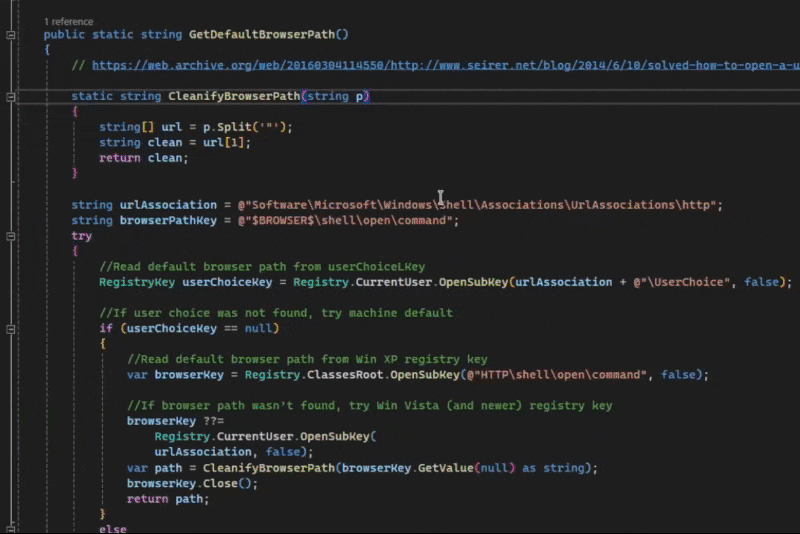 1 reference
public static string GetDefaultBrowserPath()
{
// https://web.archive.org/web/20160304114550/http://www.seirer.net/blog/2014/6/10/solved-how-to-open-a-u
static string CleanifyBrowserPath(string p)
{
string[] url = p.Split('"');
string clean = url[1];
return clean;
}
string urlAssociation = @"Software\Microsoft\Windows\Shell\Associations\UrlAssociations\http";
string browserPathKey = @"$BROWSER$\shell\open\command";
try
{
//Read default browser path from userChoiceLKey
RegistryKey userChoiceKey = Registry.CurrentUser.OpenSubKey(urlAssociation + @"\UserChoice", false);
//If user choice was not found, try machine default
if (userChoiceKey == null)
{
//Read default browser path from Win XP registry key
var browserKey = Registry.ClassesRoot.OpenSubKey(@"HTTP\shell\open\command", false);
//If browser path wasn't found, try Win Vista (and newer) registry key
browserKey ??=
Registry.CurrentUser.OpenSubKey(
urlAssociation, false);
var path = CleanifyBrowserPath(browserKey.GetValue(null) as string);
browserKey.Close();
return path;
}
else